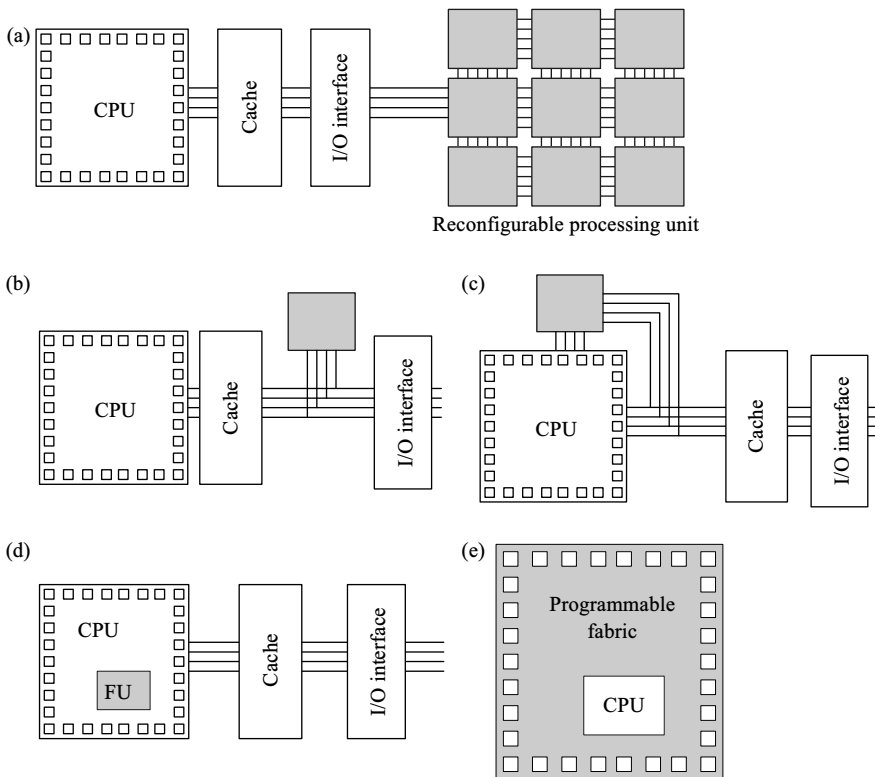 (a)
CPU
Cache
I/O interface
Reconfigurable processing unit
(b)
CPU
Cache
I/O interface
(c)
CPU
Cache
I/O interface
(d)
CPU
FU
Cache
I/O interface
(e)
Programmable
fabric
CPU